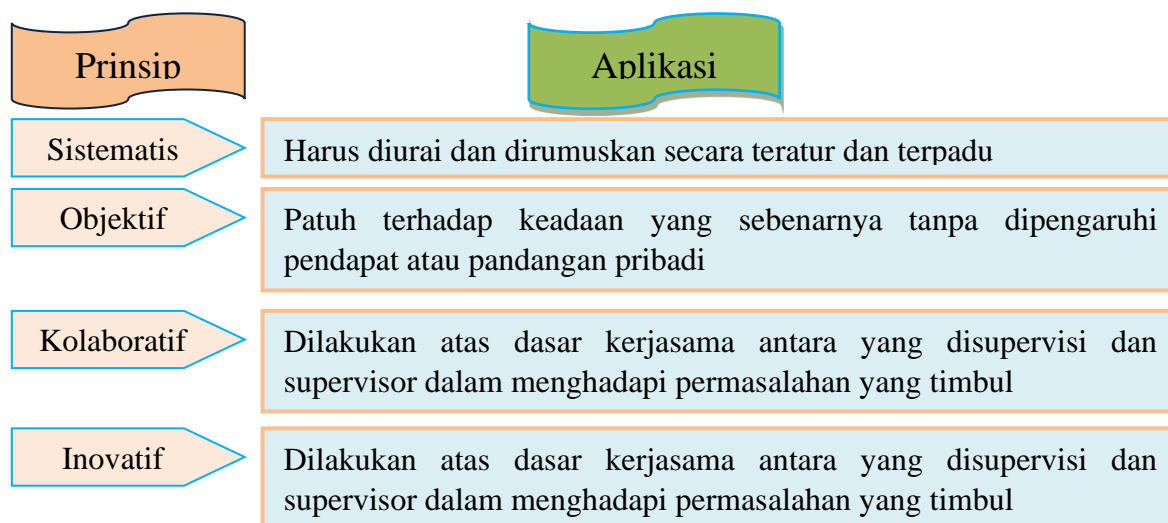 Prinsip
Aplikasi
Sistematis
Harus diurai dan dirumuskan secara teratur dan terpadu
Objektif
Patuh terhadap keadaan yang sebenarnya tanpa dipengaruhi
pendapat atau pandangan pribadi
Kolaboratif
Dilakukan atas dasar kerjasama antara yang disupervisi dan
supervisor dalam menghadapi permasalahan yang timbul
Inovatif
Dilakukan atas dasar kerjasama antara yang disupervisi dan
supervisor dalam menghadapi permasalahan yang timbul